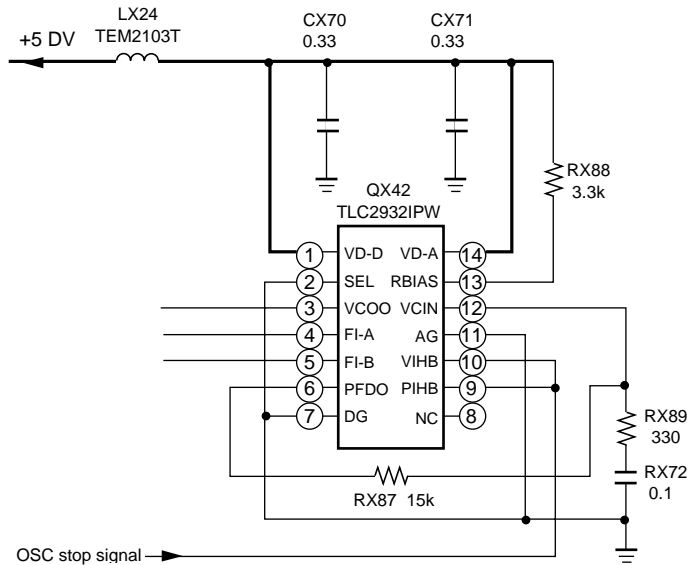 LX24
TEM2103T
+5 DV
CX70
0.33
CX71
0.33
RX88
3.3k
QX42
TLC2932IPW
1 VD-D VD-A 14
2 SEL RBIAS 13
3 VCOO VCIN 12
4 FI-A AG 11
5 FI-B VIHB 10
6 PFDO PIHB 9
7 DG NC 8
RX89
330
RX72
0.1
RX87 15k
OSC stop signal